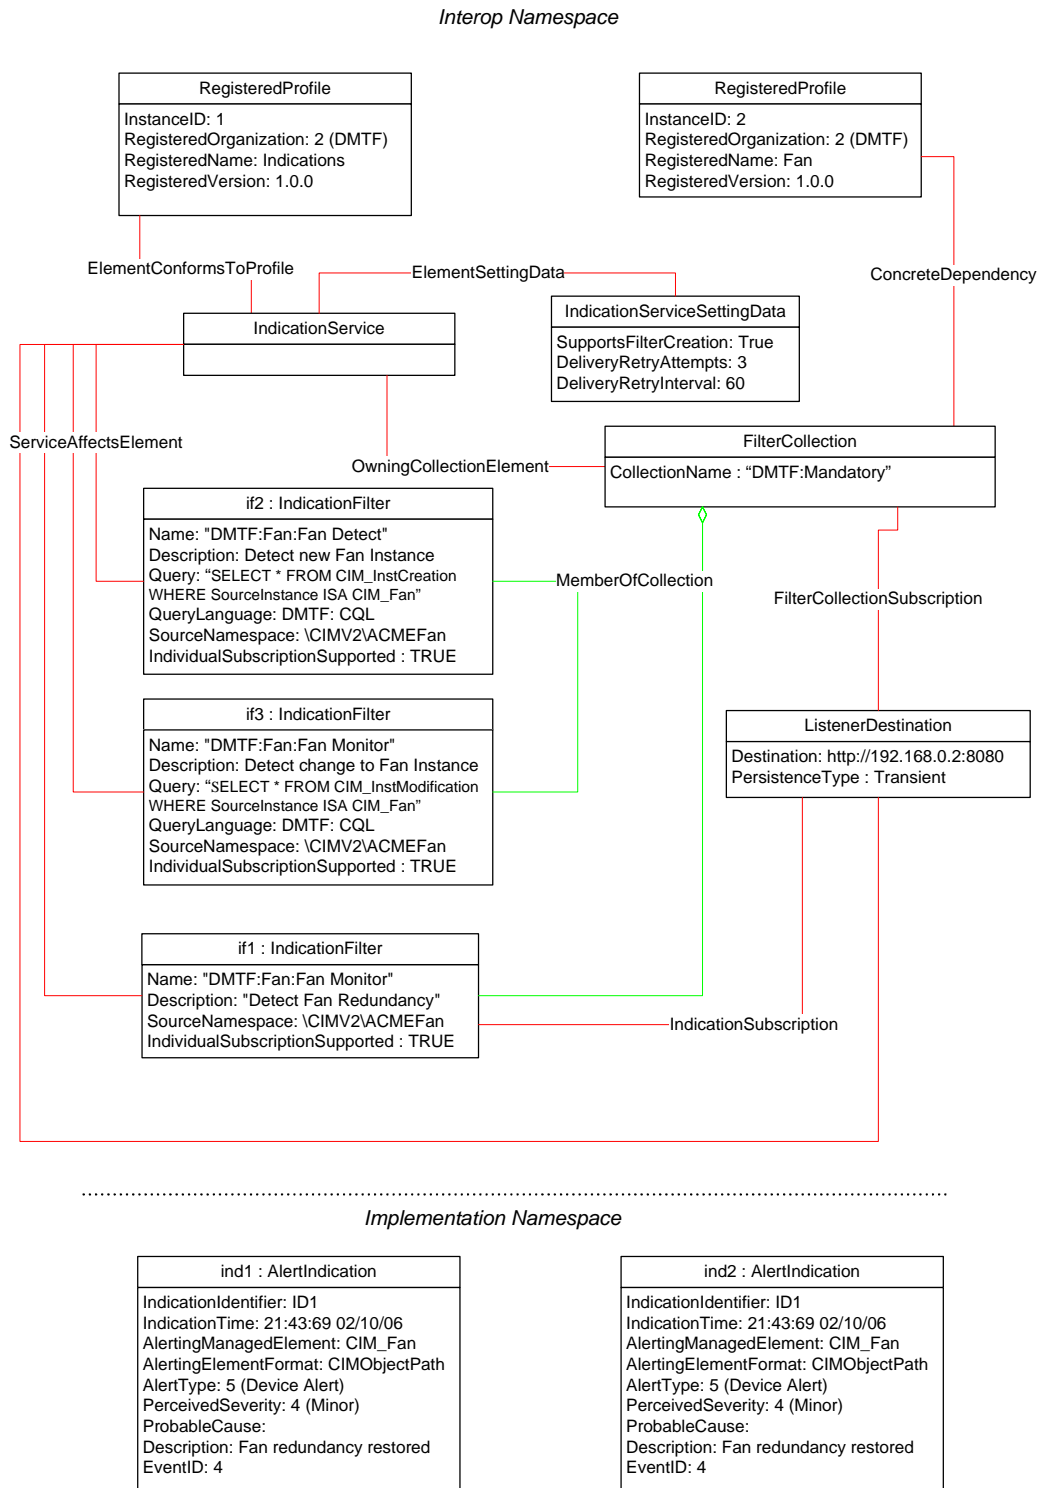 Interop Namespace
RegisteredProfile
InstanceID: 1
RegisteredOrganization: 2 (DMTF)
RegisteredName: Indications
RegisteredVersion: 1.0.0
RegisteredProfile
InstanceID: 2
RegisteredOrganization: 2 (DMTF)
RegisteredName: Fan
RegisteredVersion: 1.0.0
ElementConformsToProfile
ElementSettingData
ConcreteDependency
IndicationService
IndicationServiceSettingData
SupportsFilterCreation: True
DeliveryRetryAttempts: 3
DeliveryRetryInterval: 60
ServiceAffectsElement
OwningCollectionElement
FilterCollection
CollectionName : “DMTF:Mandatory”
if2 : IndicationFilter
Name: "DMTF:Fan:Fan Detect"
Description: Detect new Fan Instance
Query: “SELECT * FROM CIM_InstCreation
WHERE SourceInstance ISA CIM_Fan”
QueryLanguage: DMTF: CQL
SourceNamespace: \CIMV2\ACMEFan
IndividualSubscriptionSupported : TRUE
MemberOfCollection
FilterCollectionSubscription
if3 : IndicationFilter
Name: "DMTF:Fan:Fan Monitor"
Description: Detect change to Fan Instance
Query: “SELECT * FROM CIM_InstModification
WHERE SourceInstance ISA CIM_Fan”
QueryLanguage: DMTF: CQL
SourceNamespace: \CIMV2\ACMEFan
IndividualSubscriptionSupported : TRUE
ListenerDestination
Destination: http://192.168.0.2:8080
PersistenceType : Transient
if1 : IndicationFilter
Name: "DMTF:Fan:Fan Monitor"
Description: "Detect Fan Redundancy"
SourceNamespace: \CIMV2\ACMEFan
IndividualSubscriptionSupported : TRUE
IndicationSubscription
Implementation Namespace
ind1 : AlertIndication
IndicationIdentifier: ID1
IndicationTime: 21:43:69 02/10/06
AlertingManagedElement: CIM_Fan
AlertingElementFormat: CIMObjectPath
AlertType: 5 (Device Alert)
PerceivedSeverity: 4 (Minor)
ProbableCause:
Description: Fan redundancy restored
EventID: 4
ind2 : AlertIndication
IndicationIdentifier: ID1
IndicationTime: 21:43:69 02/10/06
AlertingManagedElement: CIM_Fan
AlertingElementFormat: CIMObjectPath
AlertType: 5 (Device Alert)
PerceivedSeverity: 4 (Minor)
ProbableCause:
Description: Fan redundancy restored
EventID: 4